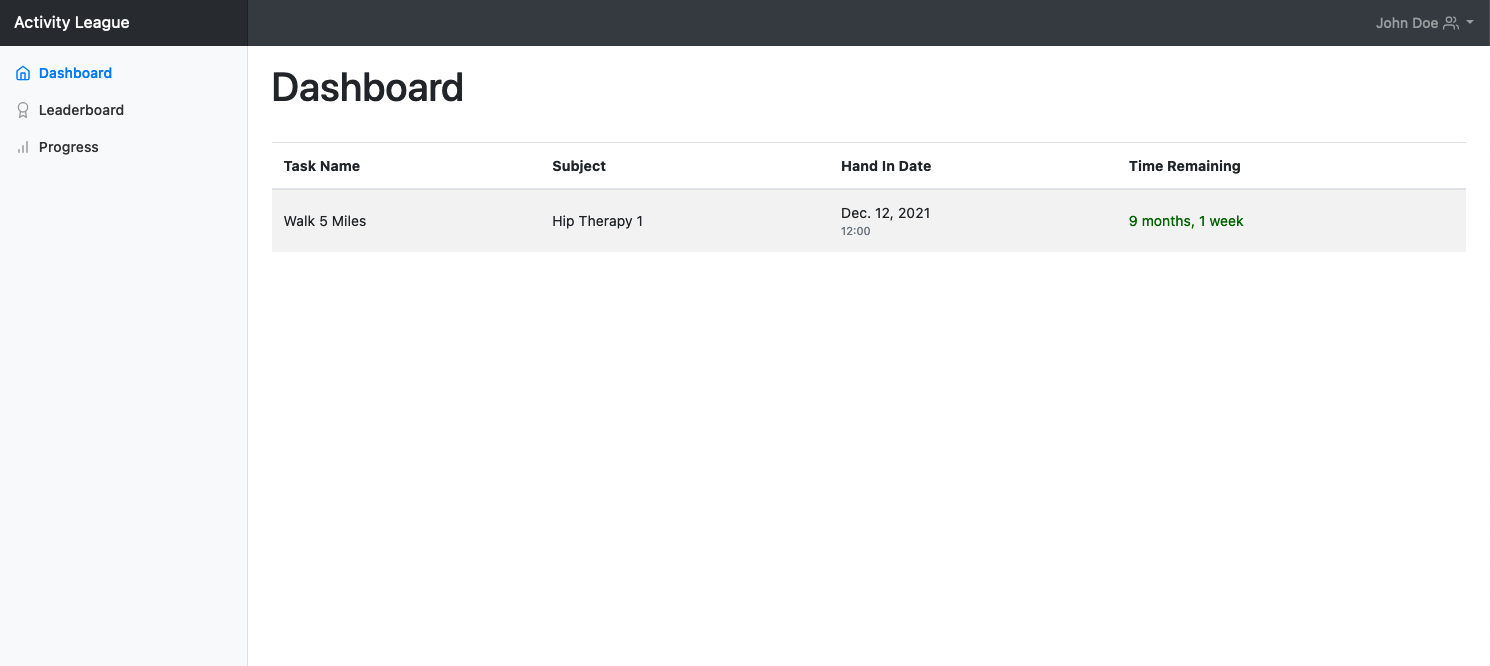 Activity League
John Doe
Dashboard
Leaderboard
Progress
Dashboard
Task Name Subject Hand In Date Time Remaining
Walk 5 Miles Hip Therapy 1 Dec. 12, 2021 9 months, 1 week
12:00